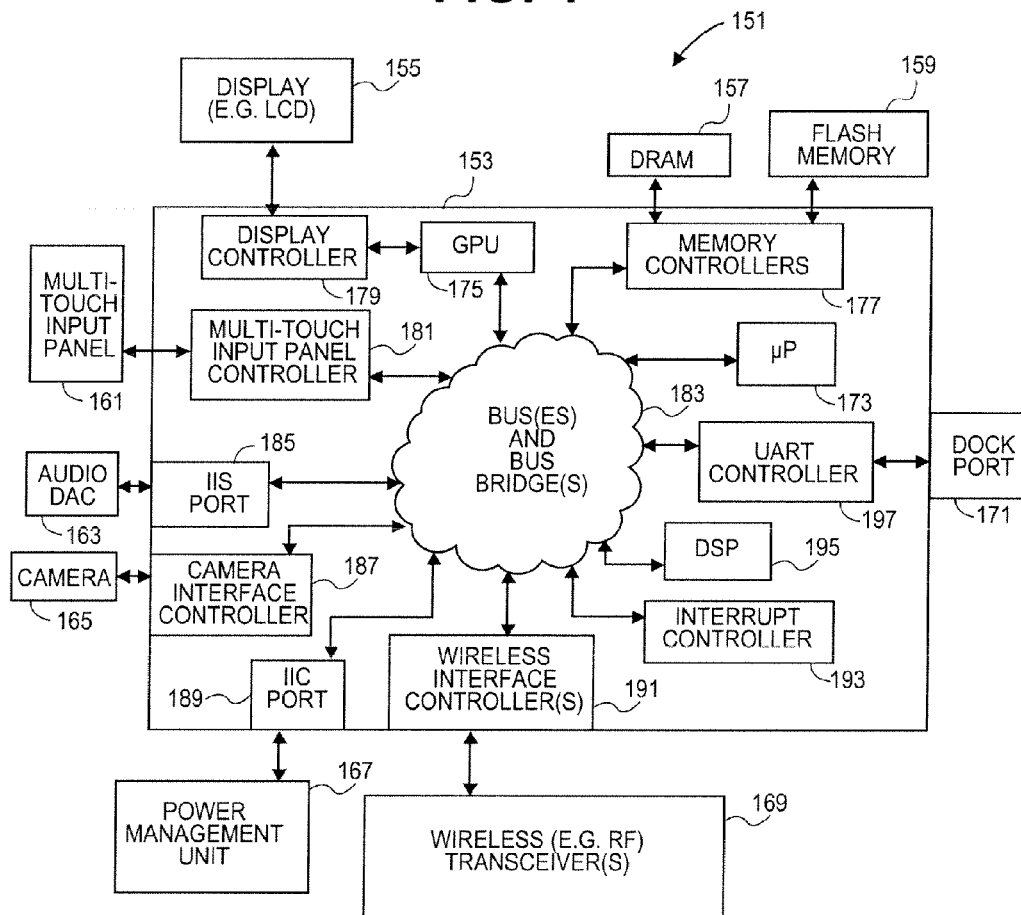 151
155
DISPLAY
(E.G. LCD)
157
DRAM
159
FLASH
MEMORY
153
DISPLAY
CONTROLLER
179
GPU
175
MEMORY
CONTROLLERS
177
MULTI-
TOUCH
INPUT
PANEL
161
MULTI-TOUCH
INPUT PANEL
CONTROLLER
181
µP
173
183
BUS(ES)
AND
BUS
BRIDGE(S)
UART
CONTROLLER
197
DOCK
PORT
171
185
AUDIO
DAC
163
IIS
PORT
DSP
195
CAMERA
165
CAMERA
INTERFACE
CONTROLLER
187
INTERRUPT
CONTROLLER
193
189
IIC
PORT
WIRELESS
INTERFACE
CONTROLLER(S)
191
167
POWER
MANAGEMENT
UNIT
169
WIRELESS (E.G. RF)
TRANSCEIVER(S)